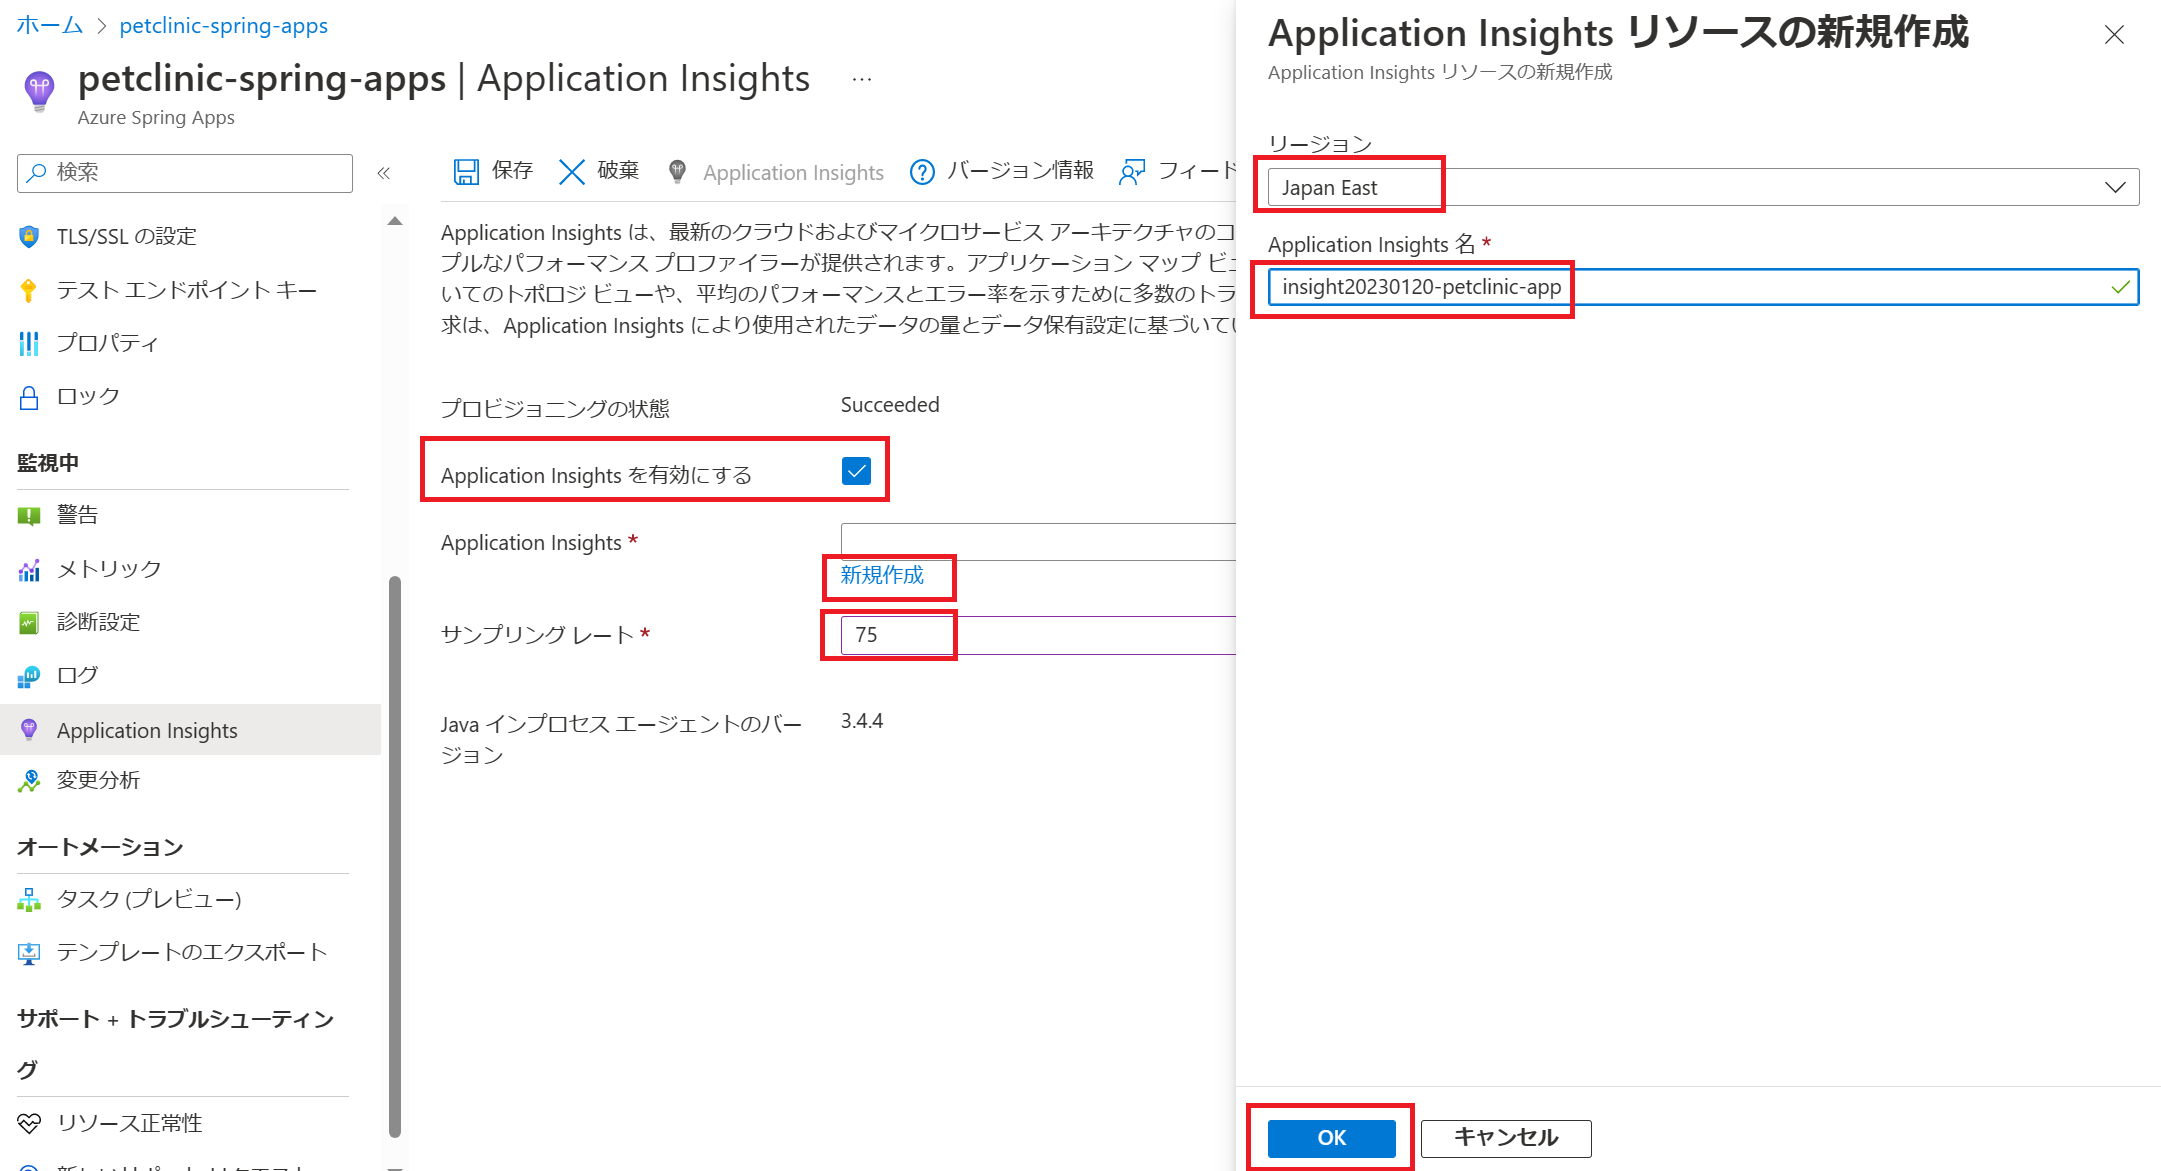 ホーム > petclinic-spring-apps
petclinic-spring-apps | Application Insights ...
Azure Spring Apps
検索
«
TLS/SSL の設定
テスト エンドポイント キー
プロパティ
ロック
監視中
警告
メトリック
診断設定
ログ
Application Insights
変更分析
オートメーション
タスク (プレビュー)
テンプレートのエクスポート
サポート + トラブルシューティン
グ
リソース正常性
保存 破棄 Application Insights バージョン情報 フィード
Application Insights は、最新のクラウドおよびマイクロサービス アーキテクチャのコ
プルなパフォーマンス プロファイラーが提供されます。アプリケーション マップ ビュ
いてのトポロジ ビューや、平均のパフォーマンスとエラー率を示すために多数のトラ
求は、Application Insights により使用されたデータの量とデータ保有設定に基づいてい
プロビジョニングの状態 Succeeded
Application Insights を有効にする
Application Insights *
新規作成
サンプリング レート * 75
Java インプロセス エージェントのバー 3.4.4
ジョン
Application Insights リソースの新規作成
Application Insights リソースの新規作成
リージョン
Japan East
Application Insights 名 *
insight20230120-petclinic-app
OK キャンセル